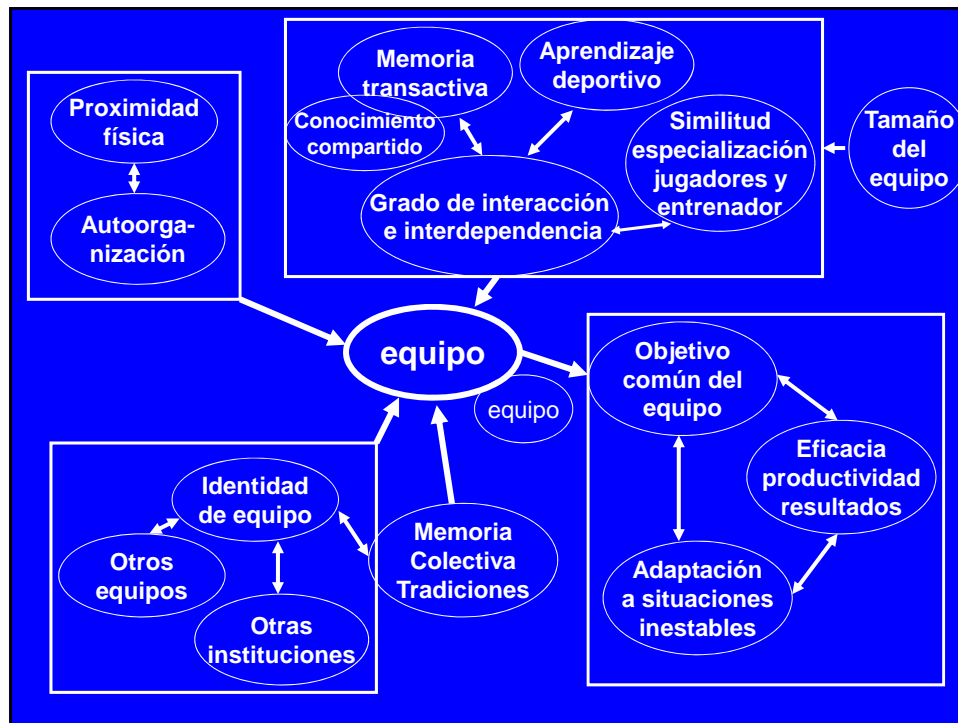 Proximidad
física
Autoorga-
nización
Memoria
transactiva
Conocimiento
compartido
Aprendizaje
deportivo
Similitud
especialización
jugadores y
entrenador
Grado de interacción
e interdependencia
Tamaño
del
equipo
equipo
equipo
Objetivo
común del
equipo
Eficacia
productividad
resultados
Adaptación
a situaciones
inestables
Identidad
de equipo
Otros
equipos
Otras
instituciones
Memoria
Colectiva
Tradiciones